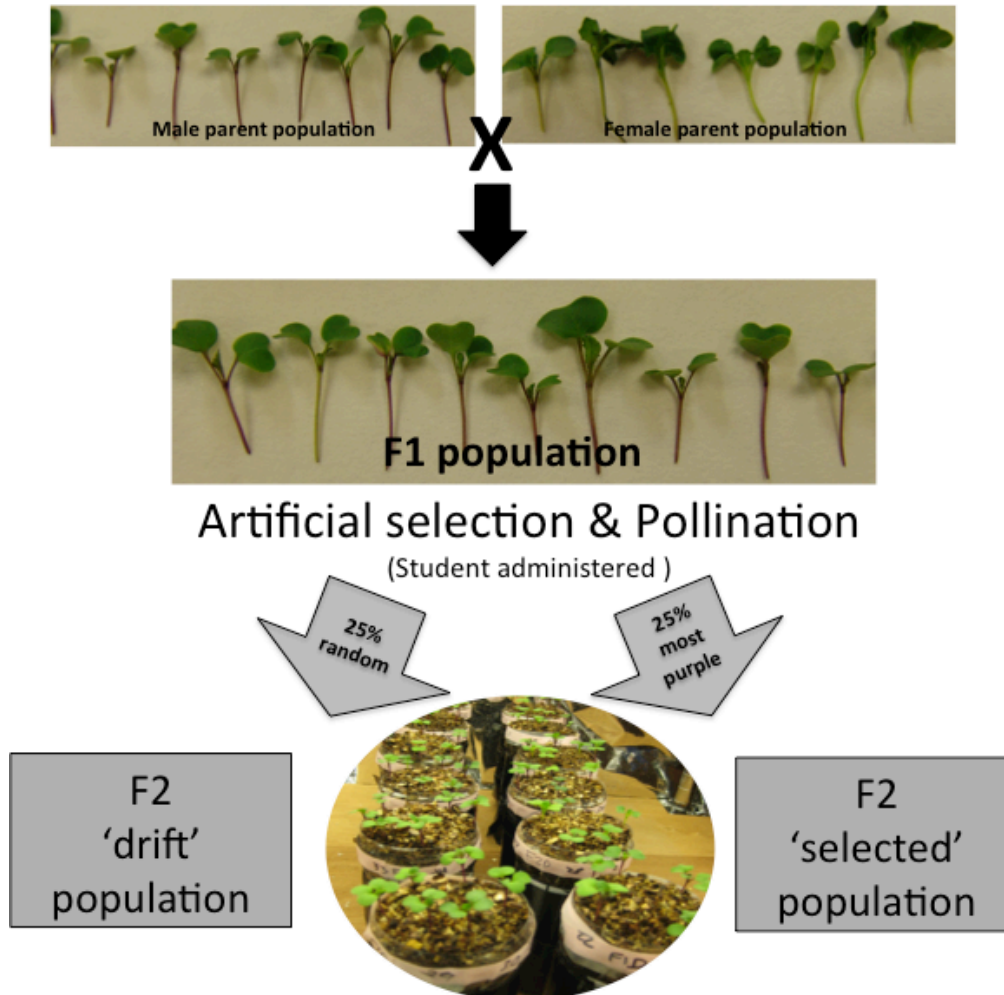 Male parent population
Female parent population
X
F1 population
Artificial selection & Pollination
(Student administered )
25%
random
25%
most
purple
F2
‘drift’
population
F2
‘selected’
population